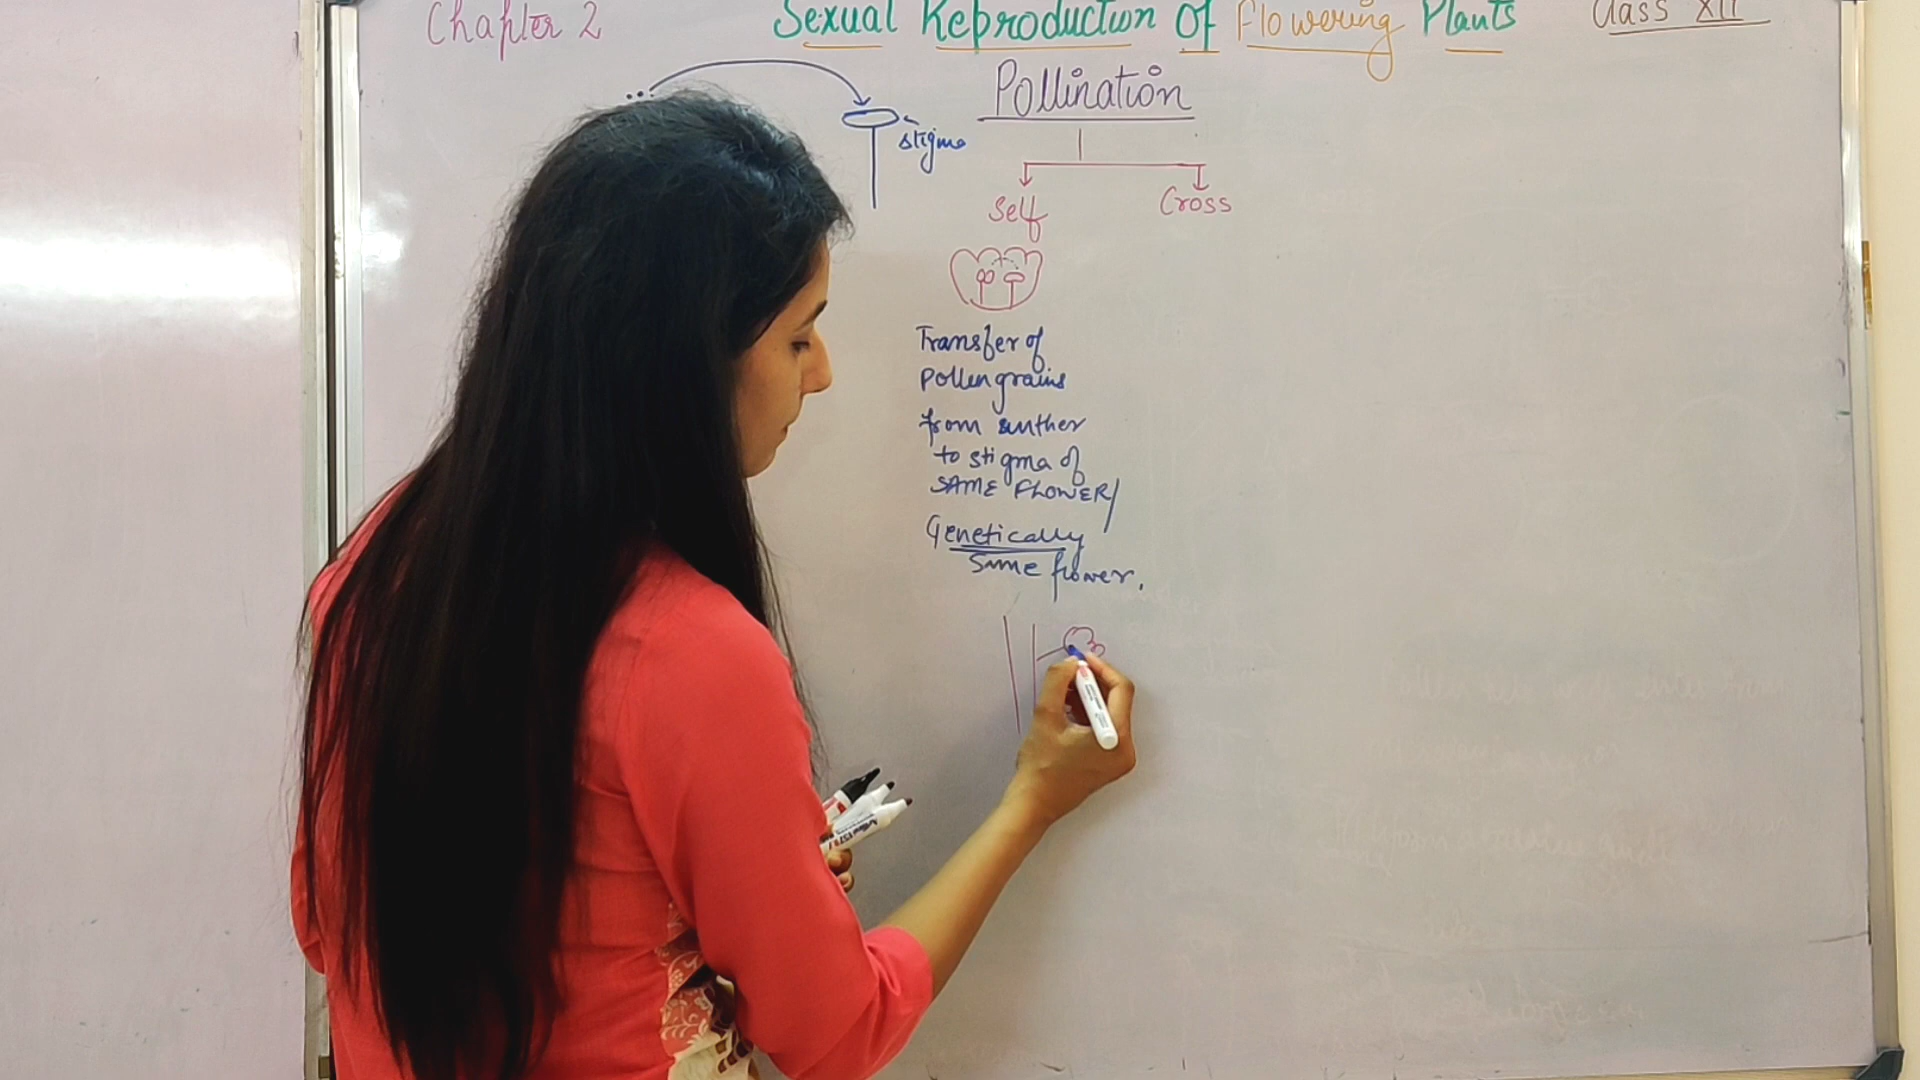 Chapter 2
Sexual Reproduction Of Flowering Plants
Class XII
Pollination
stigma
Self
Cross
Transfer of
pollen grains
from anther
to stigma of
SAME FLOWER/
Genetically
Same flower.